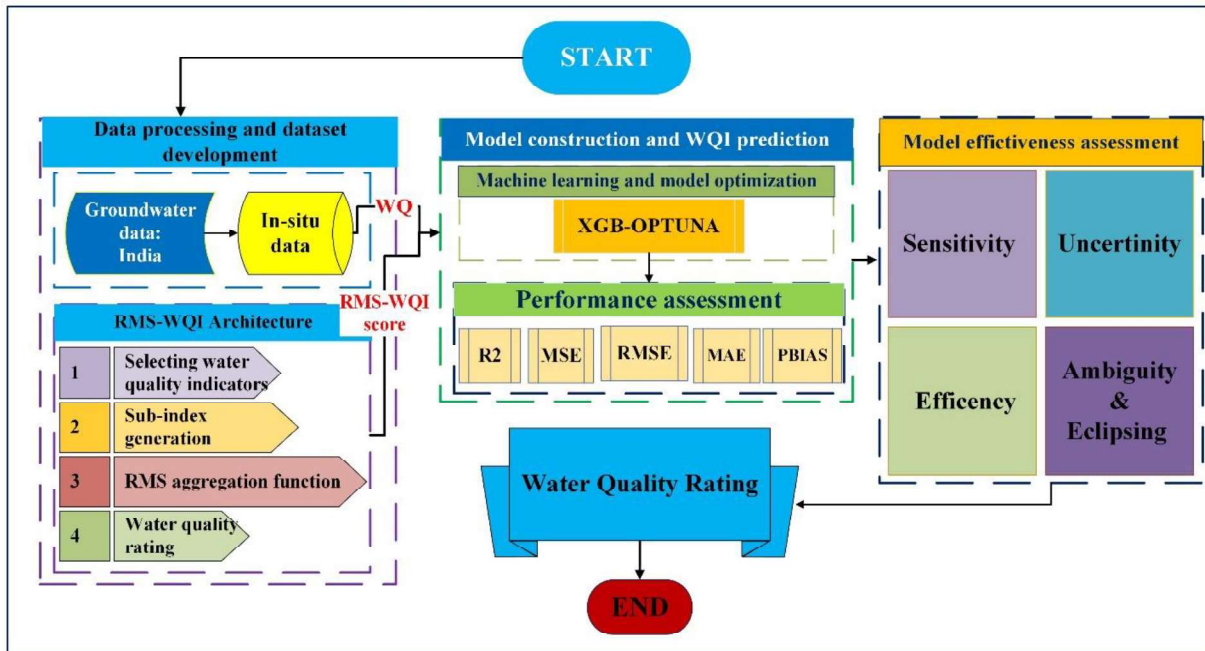 START
Data processing and dataset
development
Groundwater
data:
India
In-situ
data
WQ
RMS-WQI
score
RMS-WQI Architecture
1
Selecting water
quality indicators
2
Sub-index
generation
3
RMS aggregation function
4
Water quality
rating
Model construction and WQI prediction
Machine learning and model optimization
XGB-OPTUNA
Performance assessment
R2
MSE
RMSE
MAE
PBIAS
Model effictiveness assessment
Sensitivity
Uncertinity
Efficency
Ambiguity
&
Eclipsing
Water Quality Rating
END